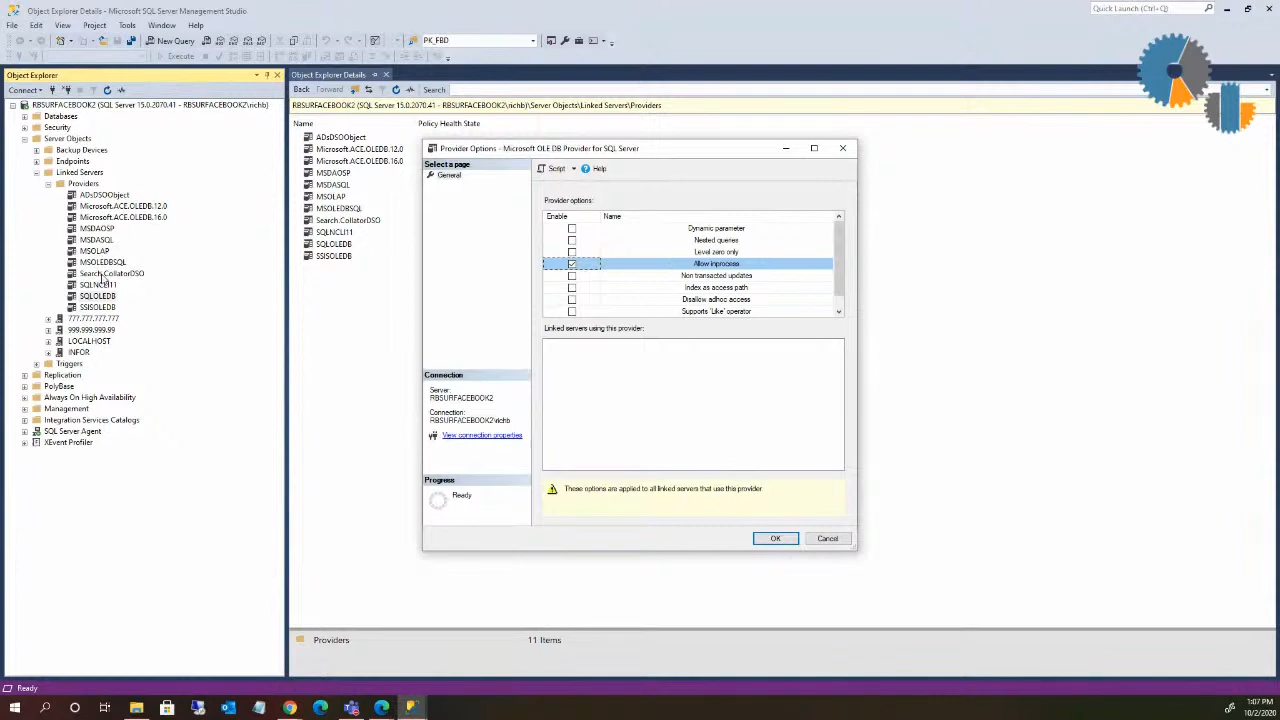 Object Explorer Details - Microsoft SQL Server Management Studio
Quick Launch (Ctrl+Q)
File Edit View Project Tools Window Help
New Query
PK_FBD
Execute
Object Explorer
Object Explorer Details
Connect
Back Forward Search
RBSURFACEBOOK2 (SQL Server 15.0.2070.41 - RBSURFACEBOOK2\richb)
RBSURFACEBOOK2 (SQL Server 15.0.2070.41 - RBSURFACEBOOK2\richb)\Server Objects\Linked Servers\Providers
Databases
Security
Server Objects
Backup Devices
Endpoints
Linked Servers
Providers
ADsDSOObject
Microsoft.ACE.OLEDB.12.0
Microsoft.ACE.OLEDB.16.0
MSDAOSP
MSDASQL
MSOLAP
MSOLEDBSQL
Search.CollatorDSO
SQLNCLI11
SQLOLEDB
SSISOLEDB
777.777.777.777
999.999.999.99
LOCALHOST
INFOR
Triggers
Replication
PolyBase
Always On High Availability
Management
Integration Services Catalogs
SQL Server Agent
XEvent Profiler
Name Policy Health State
ADsDSOObject
Microsoft.ACE.OLEDB.12.0
Microsoft.ACE.OLEDB.16.0
MSDAOSP
MSDASQL
MSOLAP
MSOLEDBSQL
Search.CollatorDSO
SQLNCLI11
SQLOLEDB
SSISOLEDB
Provider Options - Microsoft OLE DB Provider for SQL Server
Select a page
General
Script Help
Provider options:
Enable Name
Dynamic parameter
Nested queries
Level zero only
Allow inprocess
Non transacted updates
Index as access path
Disallow adhoc access
Supports 'Like' operator
Linked servers using this provider:
Connection
Server:
RBSURFACEBOOK2
Connection:
RBSURFACEBOOK2\richb
View connection properties
Progress
Ready
These options are applied to all linked servers that use this provider
OK Cancel
Providers 11 Items
Ready
1:07 PM
10/2/2020